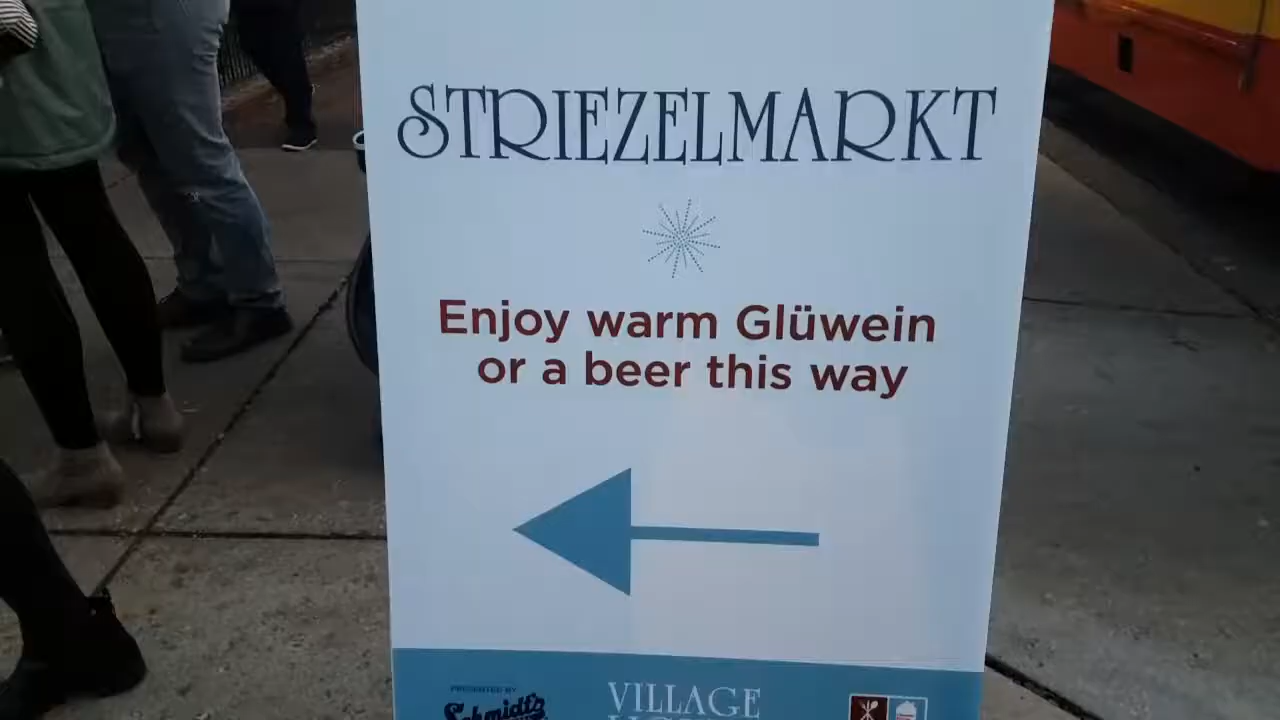 STRIEZELMARKT
Enjoy warm Glüwein
or a beer this way
PRESENTED BY
Schmidt's
VILLAGE